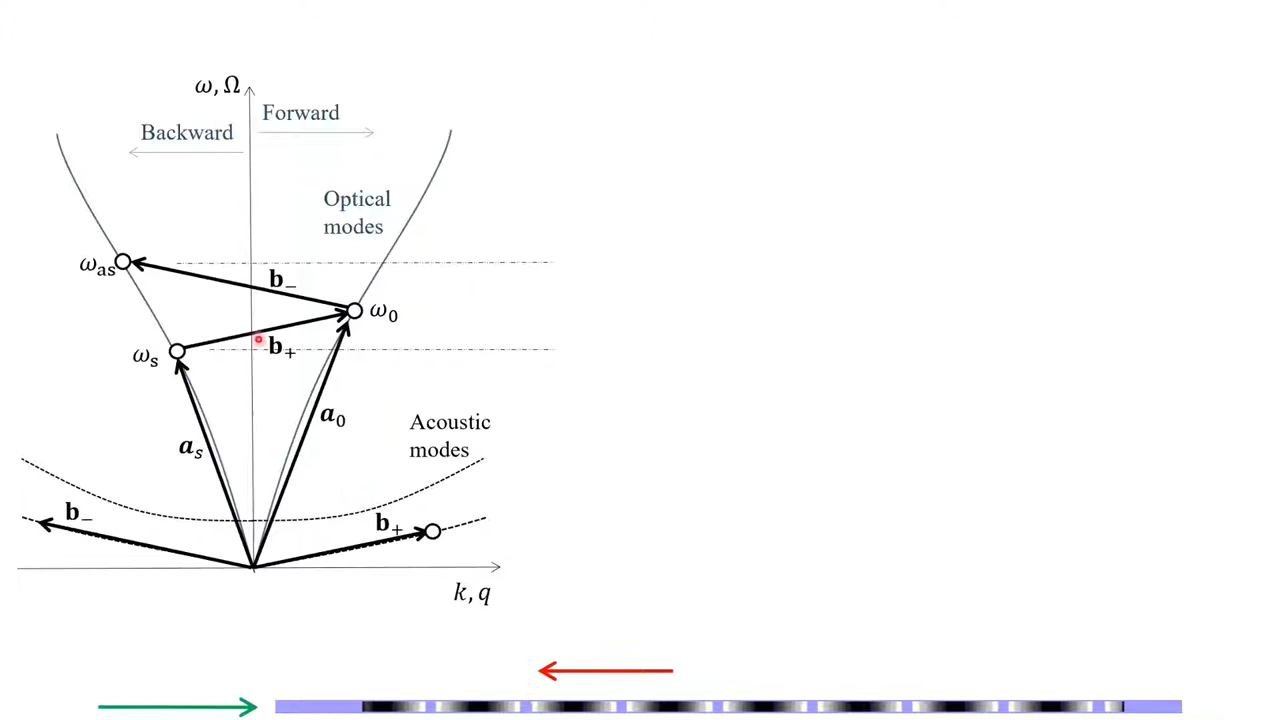 ω, Ω
Forward
Backward
Optical
modes
ω_as
b_−
ω_0
b_+
ω_s
a_0
Acoustic
modes
a_s
b_−
b_+
k, q